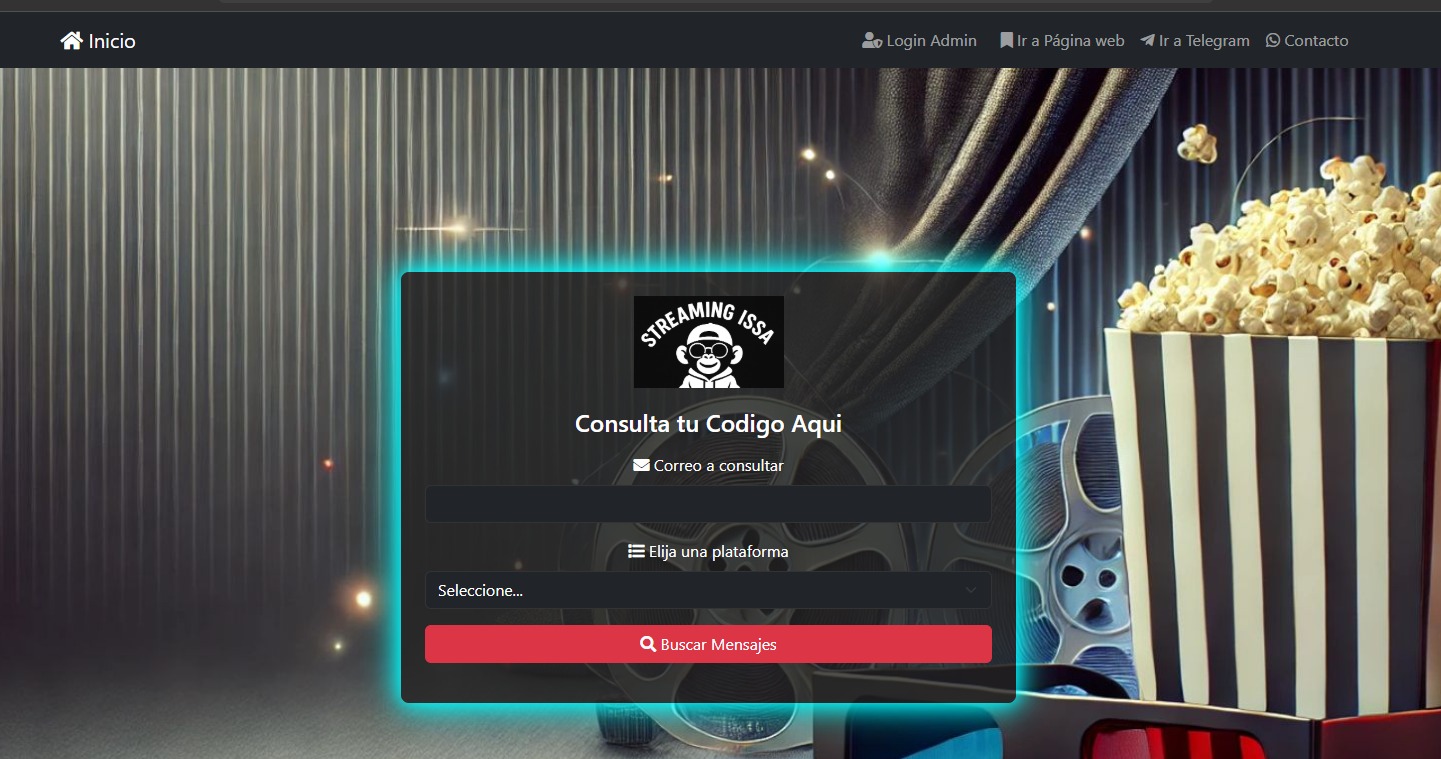 Inicio
Login Admin
Ir a Página web
Ir a Telegram
Contacto
STREAMING ISSA
Consulta tu Codigo Aqui
Correo a consultar
Elija una plataforma
Seleccione...
Buscar Mensajes